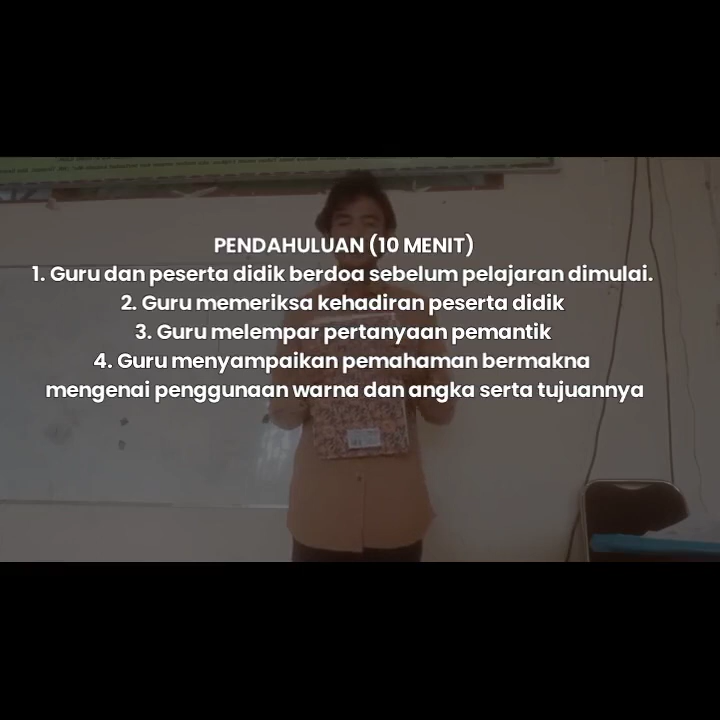 PENDAHULUAN (10 MENIT)
1. Guru dan peserta didik berdoa sebelum pelajaran dimulai.
2. Guru memeriksa kehadiran peserta didik
3. Guru melempar pertanyaan pemantik
4. Guru menyampaikan pemahaman bermakna
mengenai penggunaan warna dan angka serta tujuannya